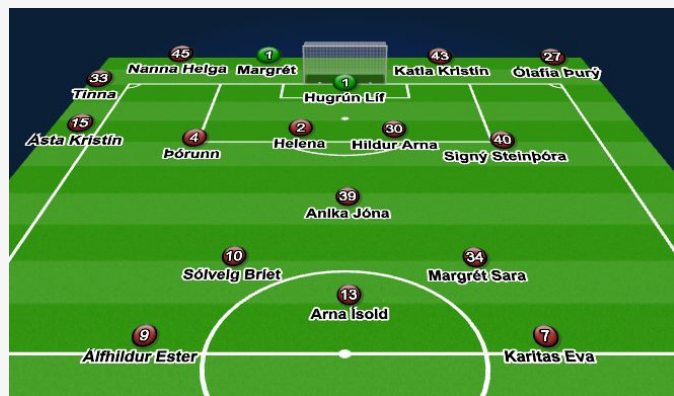 45
Nanna Helga
1
Margrét
43
Katla Kristín
27
Ólafía Þurý
33
Tinna
1
Hugrún Líf
15
Ásta Kristín
4
Þórunn
2
Helena
30
Hildur Arna
40
Signý Steinþóra
39
Anika Jóna
10
Sólveig Bríet
34
Margrét Sara
13
Arna Ísold
9
Álfhildur Ester
7
Karitas Eva